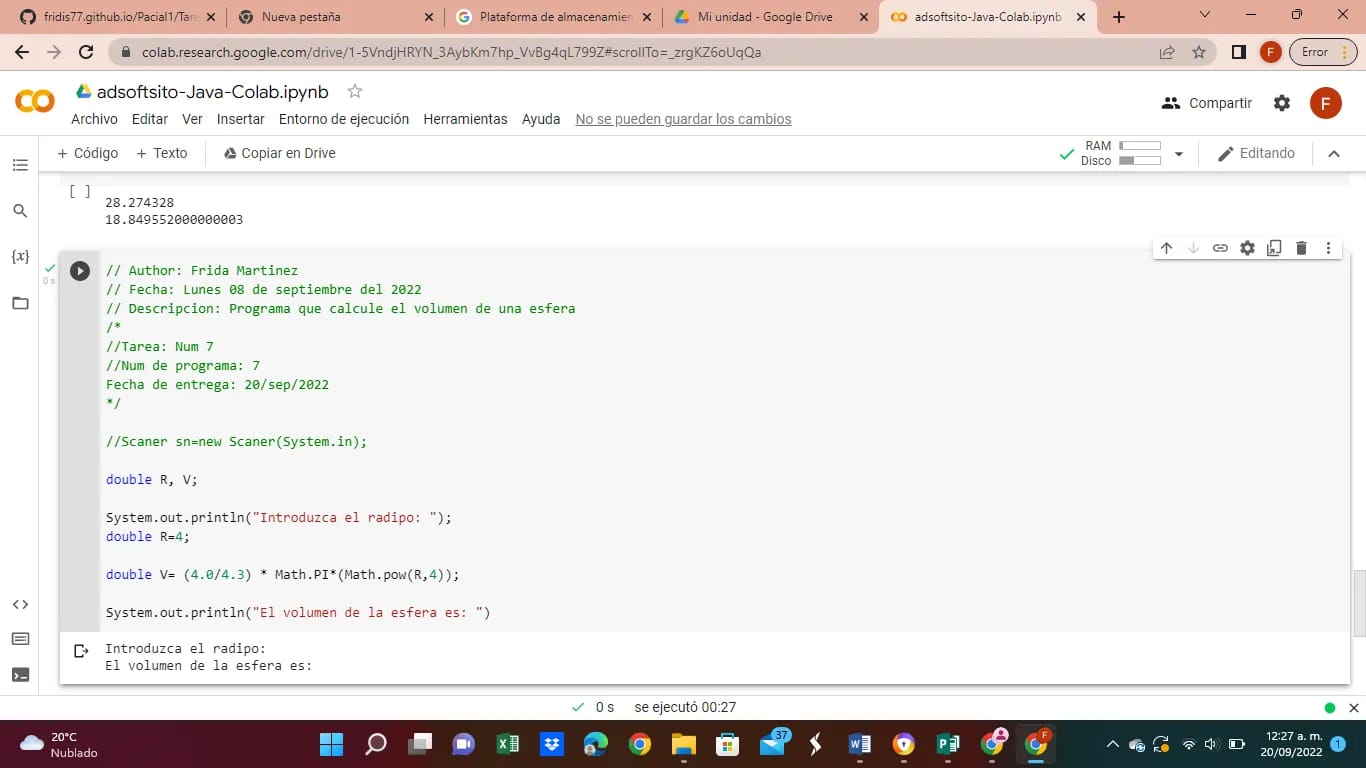 fridis77.github.io/Pacial1/Tare
Nueva pestaña
Plataforma de almacenamien
Mi unidad - Google Drive
adsoftsito-Java-Colab.ipynb
colab.research.google.com/drive/1-5VndjHRYN_3AybKm7hp_VvBg4qL799Z#scrollTo=_zrgKZ6oUqQa
F
Error
adsoftsito-Java-Colab.ipynb
Compartir
F
Archivo Editar Ver Insertar Entorno de ejecución Herramientas Ayuda No se pueden guardar los cambios
+ Código + Texto Copiar en Drive
RAM
Disco
Editando
[ ]
28.274328
18.849552000000003
{x}
0 s
// Author: Frida Martinez
// Fecha: Lunes 08 de septiembre del 2022
// Descripcion: Programa que calcule el volumen de una esfera
/*
//Tarea: Num 7
//Num de programa: 7
Fecha de entrega: 20/sep/2022
*/
//Scaner sn=new Scaner(System.in);
double R, V;
System.out.println("Introduzca el radipo: ");
double R=4;
double V= (4.0/4.3) * Math.PI*(Math.pow(R,4));
System.out.println("El volumen de la esfera es: ")
Introduzca el radipo:
El volumen de la esfera es:
0 s se ejecutó 00:27
20°C
Nublado
37
F
12:27 a. m.
20/09/2022
1